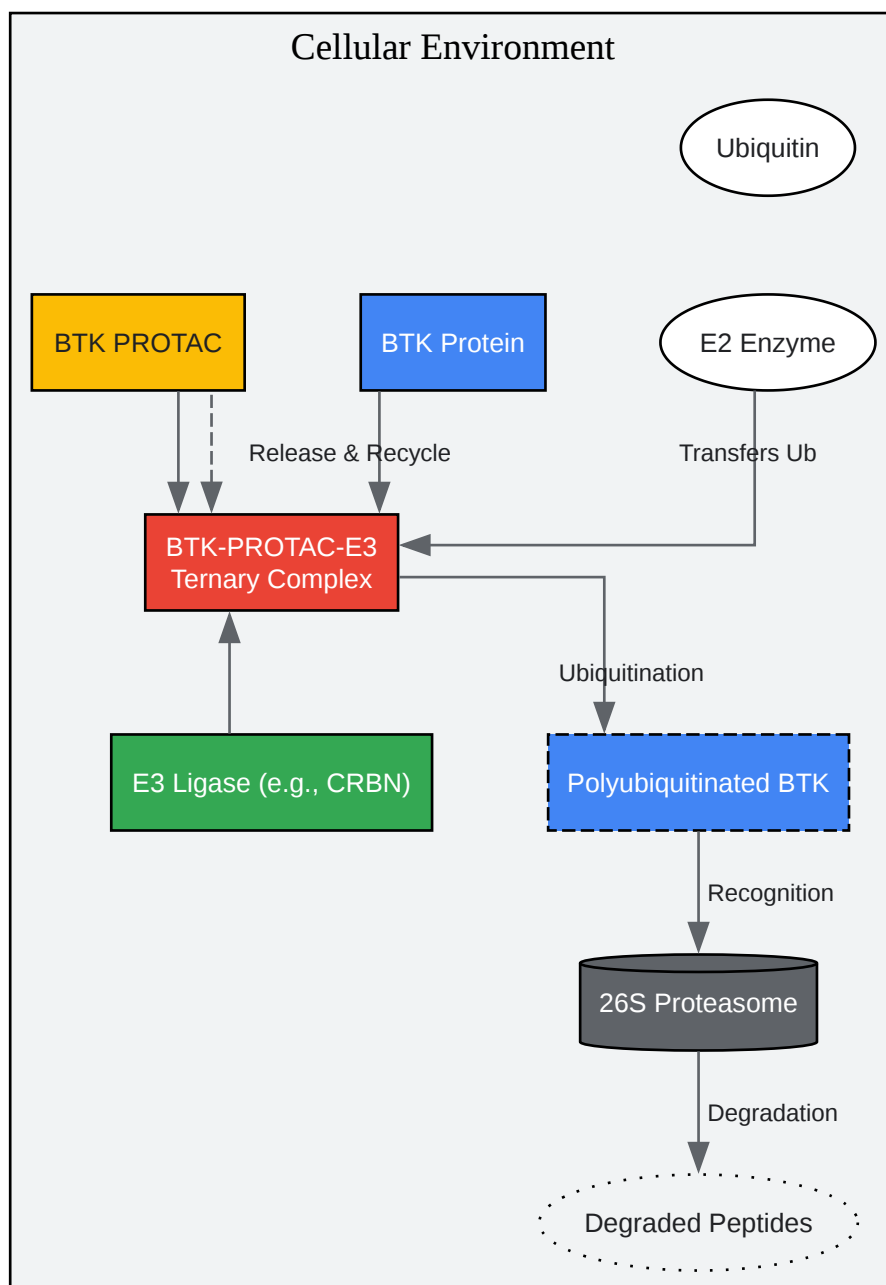 Cellular Environment
Ubiquitin
BTK PROTAC
BTK Protein
E2 Enzyme
Release & Recycle
Transfers Ub
BTK-PROTAC-E3
Ternary Complex
Ubiquitination
E3 Ligase (e.g., CRBN)
Polyubiquitinated BTK
Recognition
26S Proteasome
Degradation
Degraded Peptides